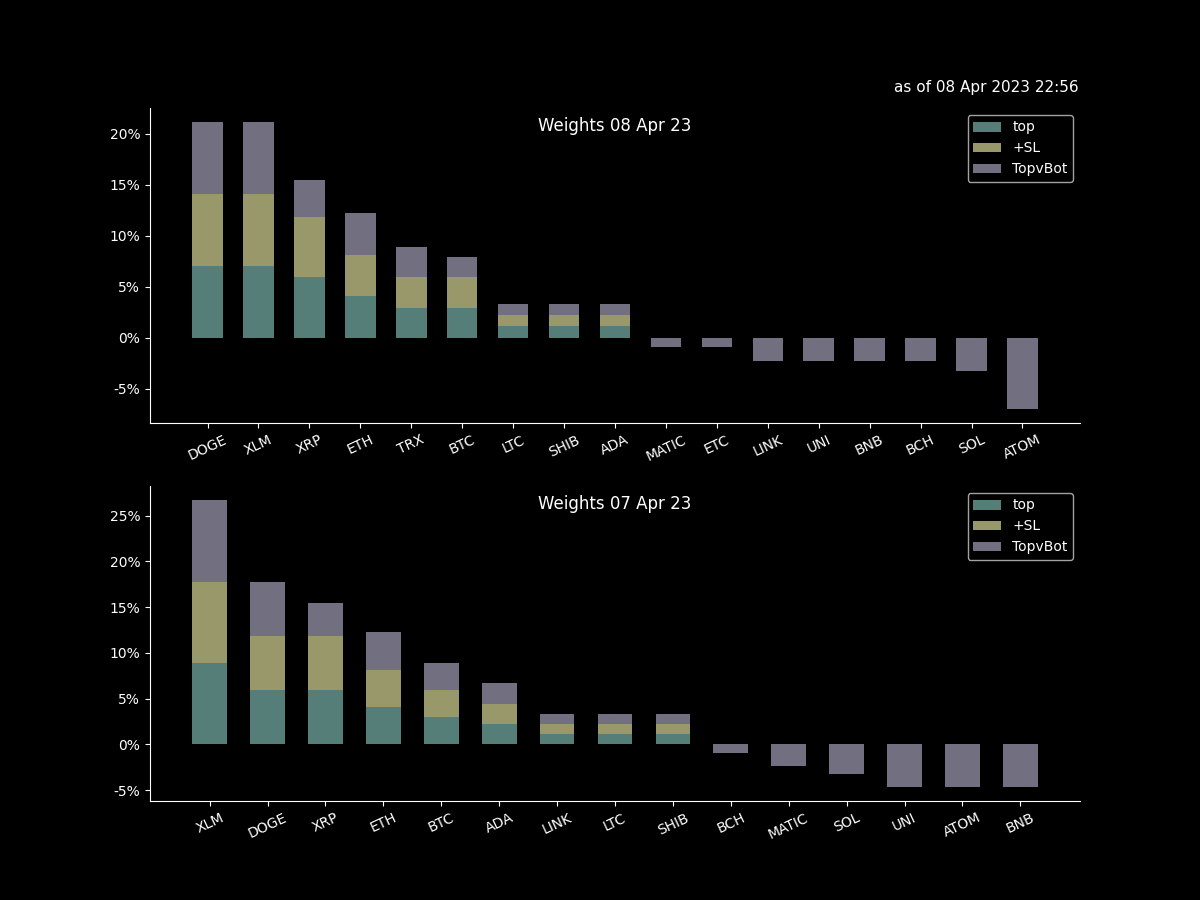 as of 08 Apr 2023 22:56
Weights 08 Apr 23
top
+SL
TopvBot
20%
15%
10%
5%
0%
-5%
DOGE XLM XRP ETH TRX BTC LTC SHIB ADA MATIC ETC LINK UNI BNB BCH SOL ATOM
Weights 07 Apr 23
top
+SL
TopvBot
25%
20%
15%
10%
5%
0%
-5%
XLM DOGE XRP ETH BTC ADA LINK LTC SHIB BCH MATIC SOL UNI ATOM BNB